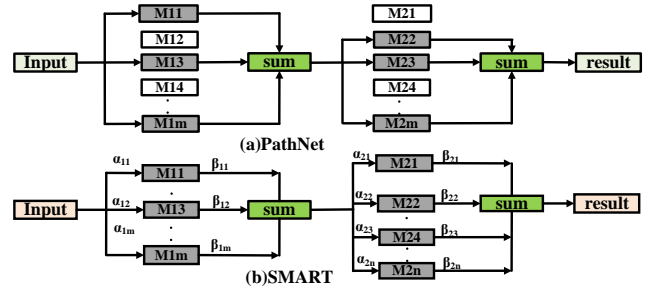 M11 M21
M12 M22
Input M13 sum M23 sum result
M14 M24
M1m M2m
(a)PathNet
α11 M11 β11 α21 M21 β21
Input α12 M13 β12 sum α22 M22 β22 sum result
α1m M1m β1m α23 M24 β23
α2n M2n β2n
(b)SMART